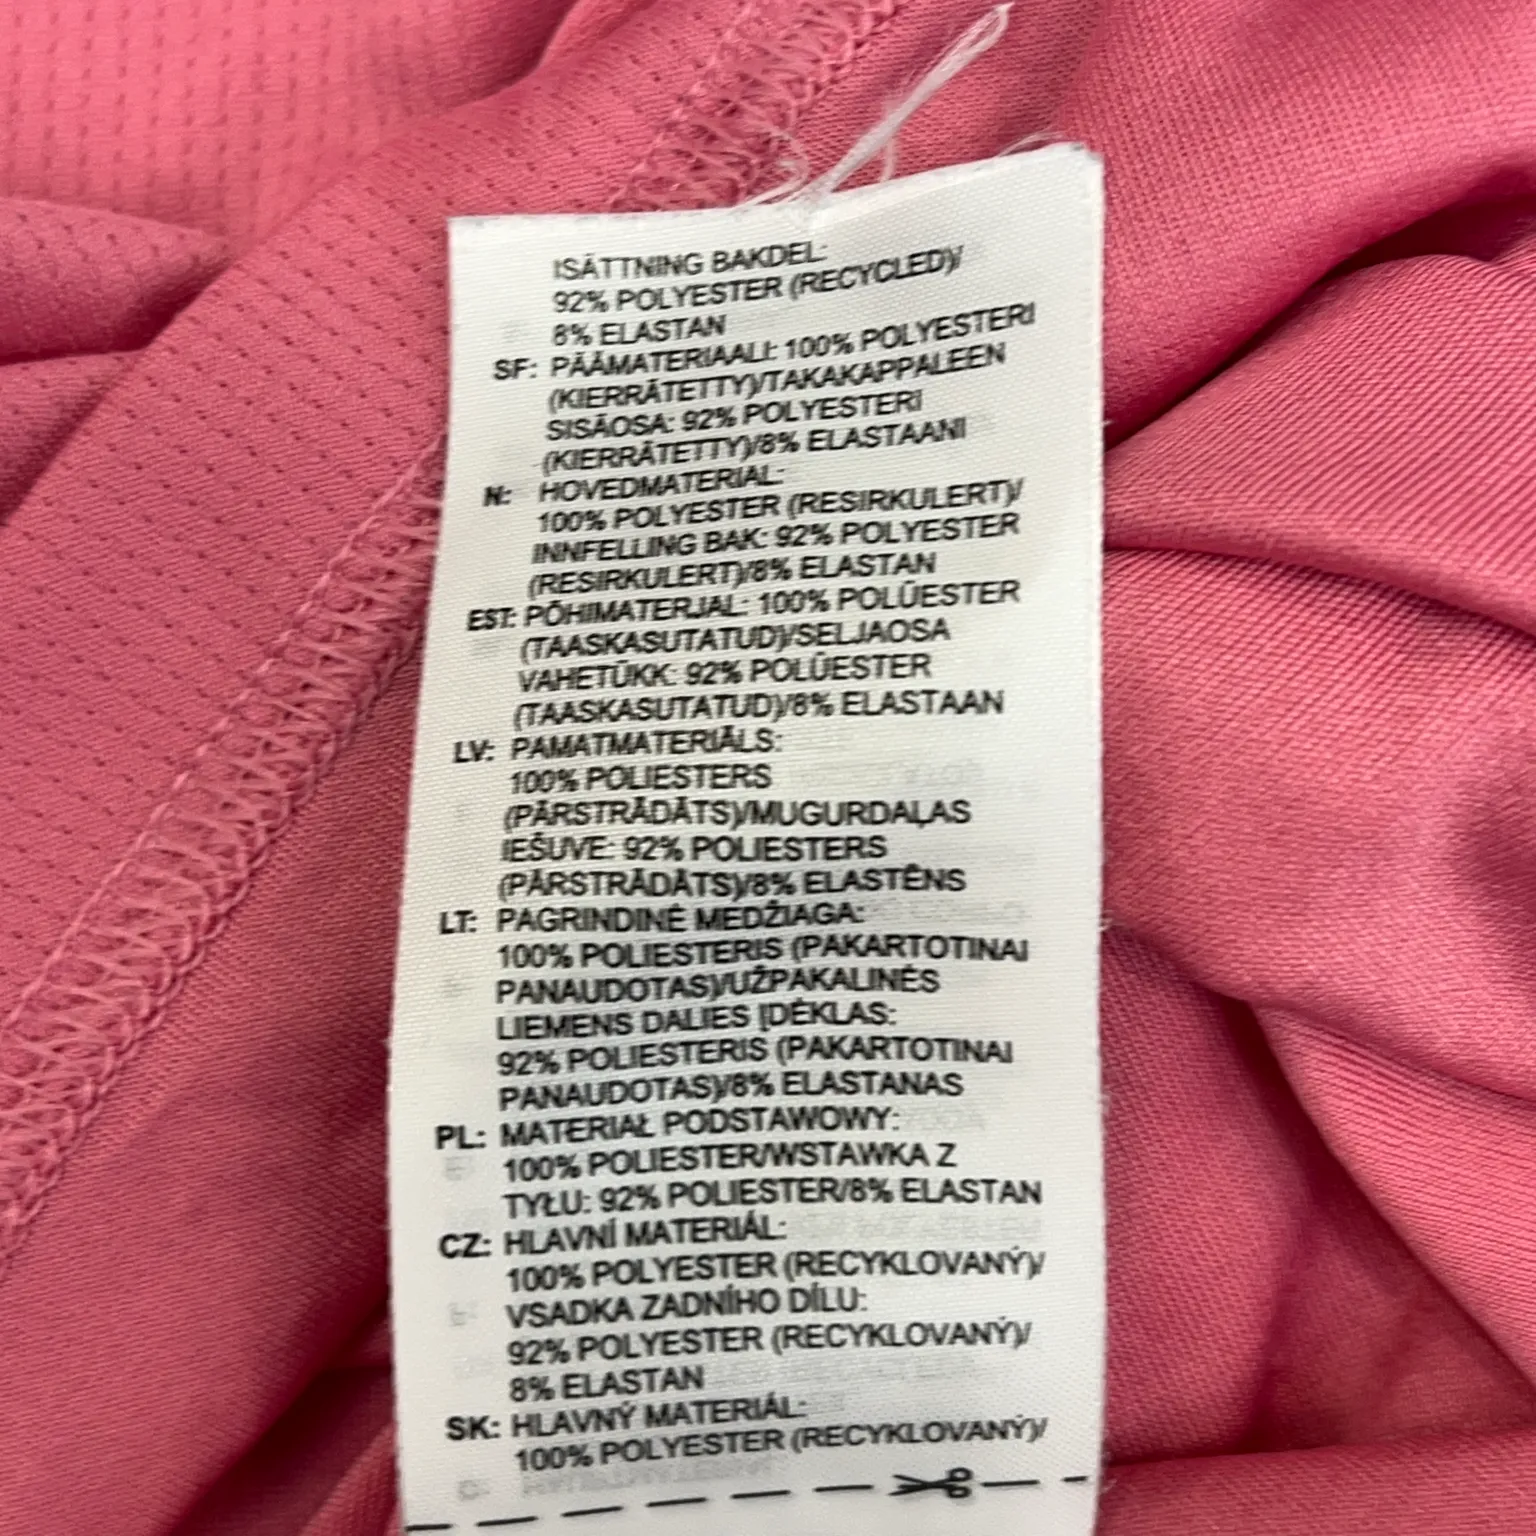 ISÄTTNING BAKDEL:
92% POLYESTER (RECYCLED)/
8% ELASTAN
SF: PÄÄMATERIAALI: 100% POLYESTERI
(KIERRÄTETTY)/TAKAKAPPALEEN
SISÄOSA: 92% POLYESTERI
(KIERRÄTETTY)/8% ELASTAANI
N: HOVEDMATERIAL:
100% POLYESTER (RESIRKULERT)/
INNFELLING BAK: 92% POLYESTER
(RESIRKULERT)/8% ELASTAN
EST: PÕHIMATERJAL: 100% POLÜESTER
(TAASKASUTATUD)/SELJAOSA
VAHETÜKK: 92% POLÜESTER
(TAASKASUTATUD)/8% ELASTAAN
LV: PAMATMATERIĀLS:
100% POLIESTERS
(PĀRSTRĀDĀTS)/MUGURDAĻAS
IEŠUVE: 92% POLIESTERS
(PĀRSTRĀDĀTS)/8% ELASTĒNS
LT: PAGRINDINĖ MEDŽIAGA:
100% POLIESTERIS (PAKARTOTINAI
PANAUDOTAS)/UŽPAKALINĖS
LIEMENS DALIES ĮDĖKLAS:
92% POLIESTERIS (PAKARTOTINAI
PANAUDOTAS)/8% ELASTANAS
PL: MATERIAŁ PODSTAWOWY:
100% POLIESTER/WSTAWKA Z
TYŁU: 92% POLIESTER/8% ELASTAN
CZ: HLAVNÍ MATERIÁL:
100% POLYESTER (RECYKLOVANÝ)/
VSADKA ZADNÍHO DÍLU:
92% POLYESTER (RECYKLOVANÝ)/
8% ELASTAN
SK: HLAVNÝ MATERIÁL:
100% POLYESTER (RECYKLOVANÝ)/